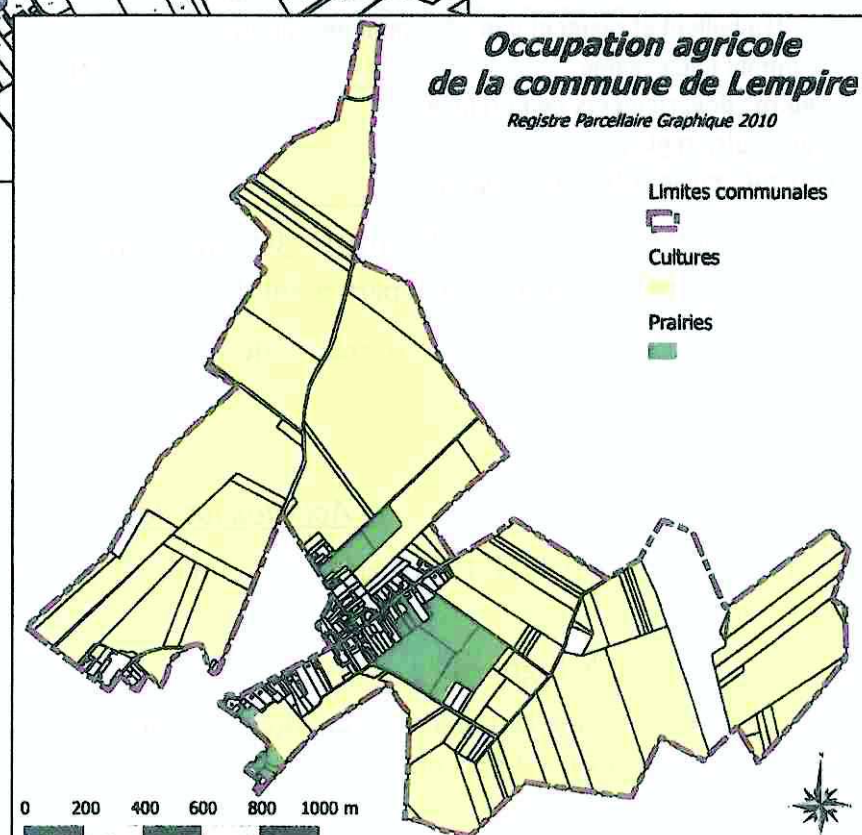 Occupation agricole
de la commune de Lempire
Registre Parcellaire Graphique 2010
Limites communales
Cultures
Prairies
0 200 400 600 800 1000 m